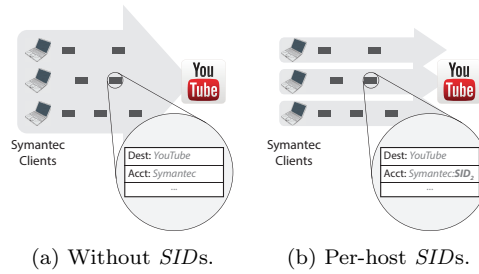 You
Tube
Symantec
Clients
Dest: YouTube
Acct: Symantec
...
(a) Without SIDs.
You
Tube
Symantec
Clients
Dest: YouTube
Acct: Symantec:SID2
...
(b) Per-host SIDs.